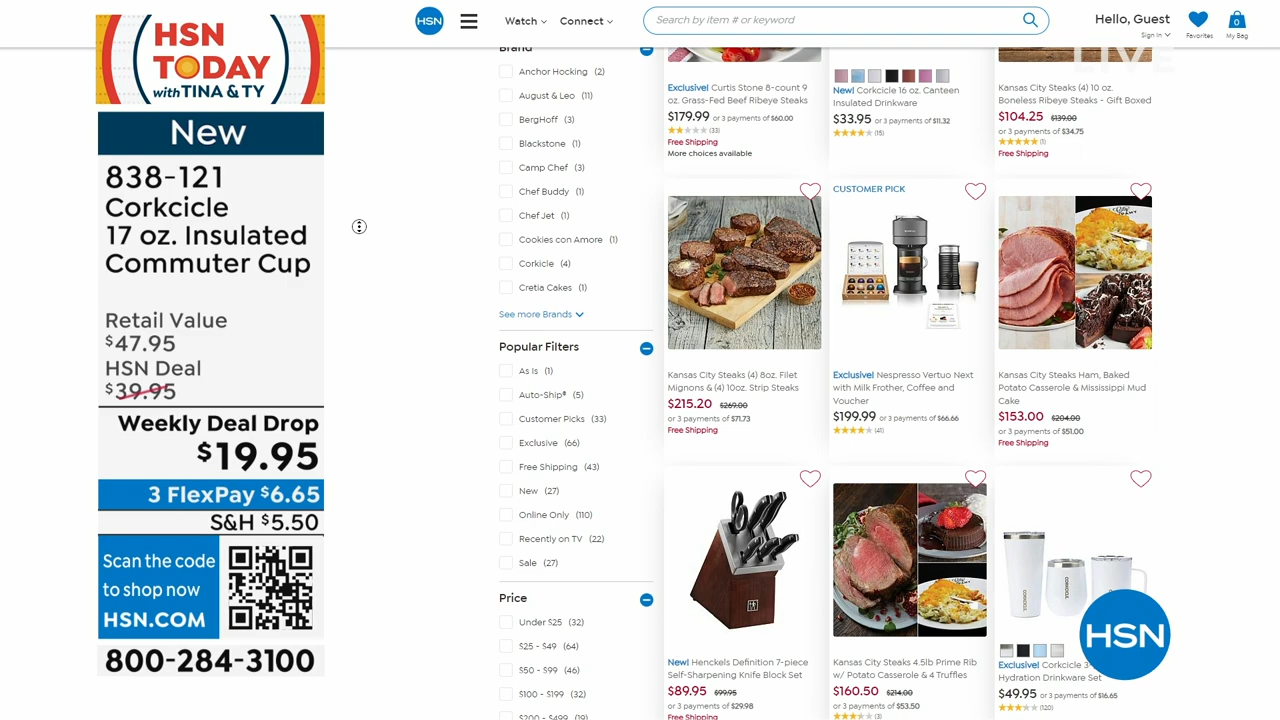 HSN
TODAY
with TINA & TY
New
838-121
Corkcicle
17 oz. Insulated
Commuter Cup
Retail Value
$47.95
HSN Deal
$39.95
Weekly Deal Drop
$19.95
3 FlexPay $6.65
S&H $5.50
Scan the code
to shop now
HSN.COM
800-284-3100
HSN
Watch
Connect
Search by item # or keyword
Hello, Guest
Sign in
Favorites
0
My Bag
LIVE
Brand
Anchor Hocking (2)
August & Leo (11)
BergHoff (3)
Blackstone (1)
Camp Chef (3)
Chef Buddy (1)
Chef Jet (1)
Cookies con Amore (1)
Corkicle (4)
Cretia Cakes (1)
See more Brands
Popular Filters
As Is (1)
Auto-Ship® (5)
Customer Picks (33)
Exclusive (66)
Free Shipping (43)
New (27)
Online Only (110)
Recently on TV (22)
Sale (27)
Price
Under $25 (32)
$25 - $49 (64)
$50 - $99 (46)
$100 - $199 (32)
$200 - $499 (19)
Exclusive! Curtis Stone 8-count 9
oz. Grass-Fed Beef Ribeye Steaks
$179.99 or 3 payments of $60.00
(33)
Free Shipping
More choices available
New! Corkcicle 16 oz. Canteen
Insulated Drinkware
$33.95 or 3 payments of $11.32
(15)
Kansas City Steaks (4) 10 oz.
Boneless Ribeye Steaks - Gift Boxed
$104.25 $139.00
or 3 payments of $34.75
(1)
Free Shipping
Kansas City Steaks (4) 8oz. Filet
Mignons & (4) 10oz. Strip Steaks
$215.20 $269.00
or 3 payments of $71.73
Free Shipping
CUSTOMER PICK
Exclusive! Nespresso Vertuo Next
with Milk Frother, Coffee and
Voucher
$199.99 or 3 payments of $66.66
(41)
Kansas City Steaks Ham, Baked
Potato Casserole & Mississippi Mud
Cake
$153.00 $204.00
or 3 payments of $51.00
Free Shipping
New! Henckels Definition 7-piece
Self-Sharpening Knife Block Set
$89.95 $99.95
or 3 payments of $29.98
Free Shipping
Kansas City Steaks 4.5lb Prime Rib
w/ Potato Casserole & 4 Truffles
$160.50 $214.00
or 3 payments of $53.50
(3)
CORKCICLE
CORKCICLE
CORKCICLE
Exclusive! Corkcicle 3-
Hydration Drinkware Set
$49.95 or 3 payments of $16.65
(120)
HSN